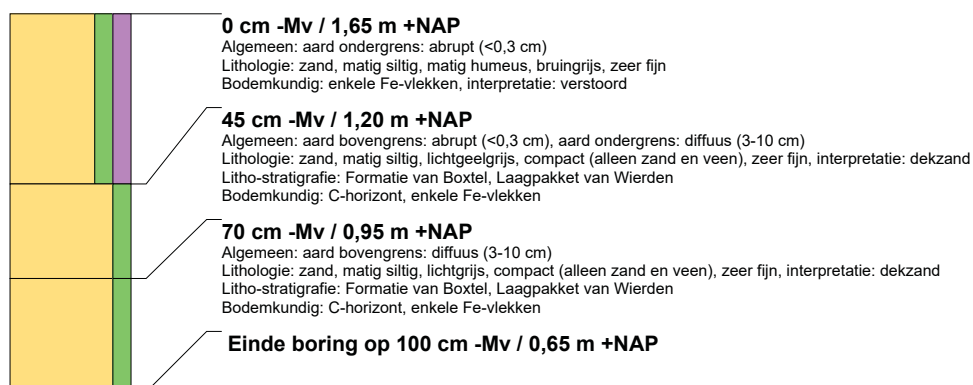 0 cm -Mv / 1,65 m +NAP
Algemeen: aard ondergrens: abrupt (<0,3 cm)
Lithologie: zand, matig siltig, matig humeus, bruingrijs, zeer fijn
Bodemkundig: enkele Fe-vlekken, interpretatie: verstoord
45 cm -Mv / 1,20 m +NAP
Algemeen: aard bovengrens: abrupt (<0,3 cm), aard ondergrens: diffuus (3-10 cm)
Lithologie: zand, matig siltig, lichtgeelgrijs, compact (alleen zand en veen), zeer fijn, interpretatie: dekzand
Litho-stratigrafie: Formatie van Boxtel, Laagpakket van Wierden
Bodemkundig: C-horizont, enkele Fe-vlekken
70 cm -Mv / 0,95 m +NAP
Algemeen: aard bovengrens: diffuus (3-10 cm)
Lithologie: zand, matig siltig, lichtgrijs, compact (alleen zand en veen), zeer fijn, interpretatie: dekzand
Litho-stratigrafie: Formatie van Boxtel, Laagpakket van Wierden
Bodemkundig: C-horizont, enkele Fe-vlekken
Einde boring op 100 cm -Mv / 0,65 m +NAP